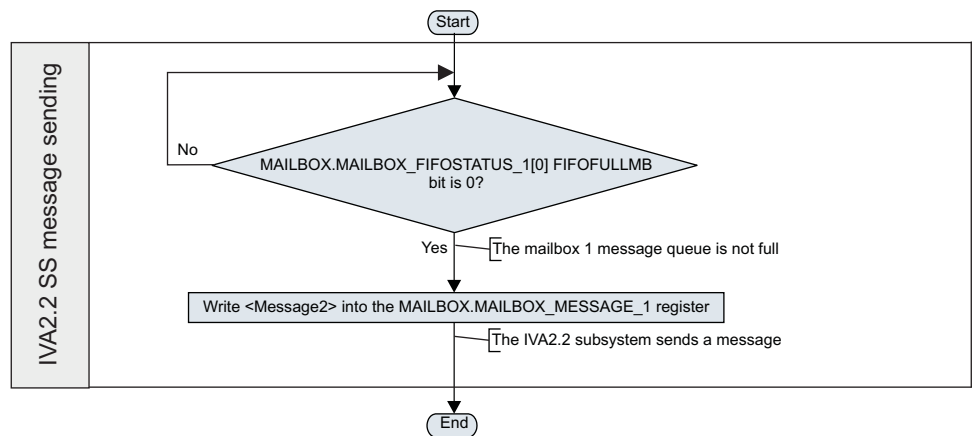 Start
IVA2.2 SS message sending
No
MAILBOX.MAILBOX_FIFOSTATUS_1[0] FIFOFULLMB
bit is 0?
Yes
The mailbox 1 message queue is not full
Write <Message2> into the MAILBOX.MAILBOX_MESSAGE_1 register
The IVA2.2 subsystem sends a message
End